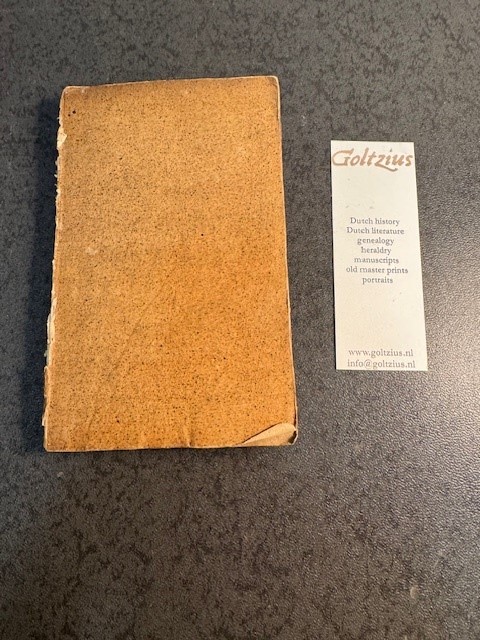 Goltzius
Dutch history
Dutch literature
genealogy
heraldry
manuscripts
old master prints
portraits
www.goltzius.nl
info@goltzius.nl